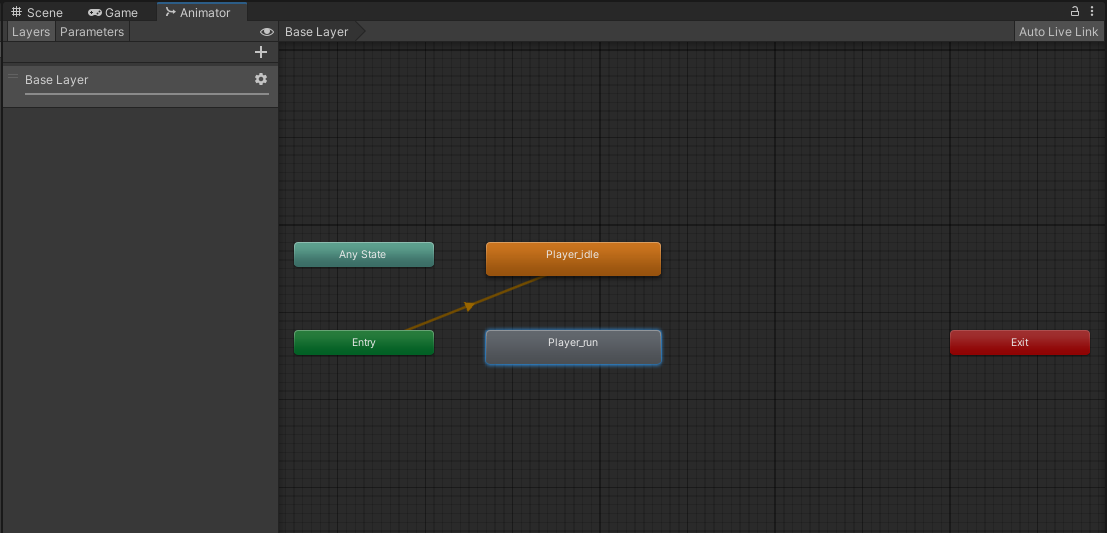 Scene Game Animator
Layers Parameters Base Layer Auto Live Link
Base Layer
Any State Player_idle
Entry Player_run Exit